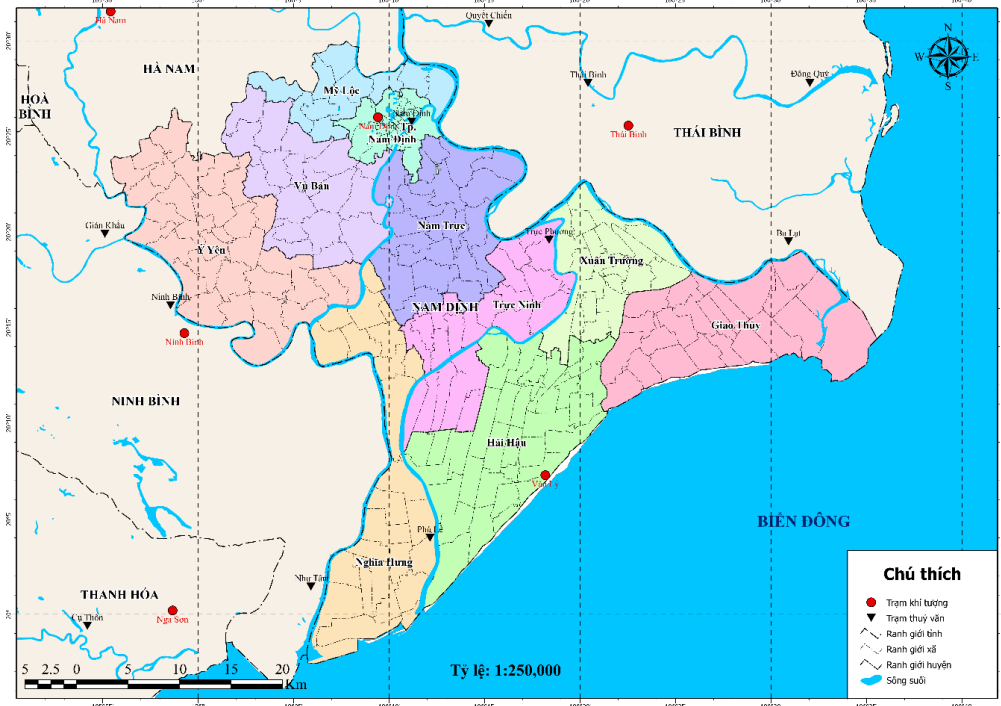 Quyết Chiến
Hà Nam
N
W
E
S
HÀ NAM
Thái Bình
Đông Quý
Mỹ Lộc
HOÀ
BÌNH
Nam Định
Nam Định
Tp.
Nam Định
Thái Bình
THÁI BÌNH
Vụ Bản
Gián Khẩu
Nam Trực
Trực Phương
Ba Lạt
Ý Yên
Xuân Trường
Ninh Bình
NAM ĐỊNH
Trực Ninh
Giao Thủy
Ninh Bình
NINH BÌNH
Hải Hậu
Văn Lý
BIỂN ĐÔNG
Phú Lễ
Nghĩa Hưng
Như Tân
THANH HÓA
Nga Sơn
Cụ Thôn
Chú thích
Trạm khí tượng
Trạm thuỷ văn
Ranh giới tỉnh
Ranh giới xã
Ranh giới huyện
Sông suối
5 2.5 0 5 10 15 20
Km
Tỷ lệ: 1:250,000